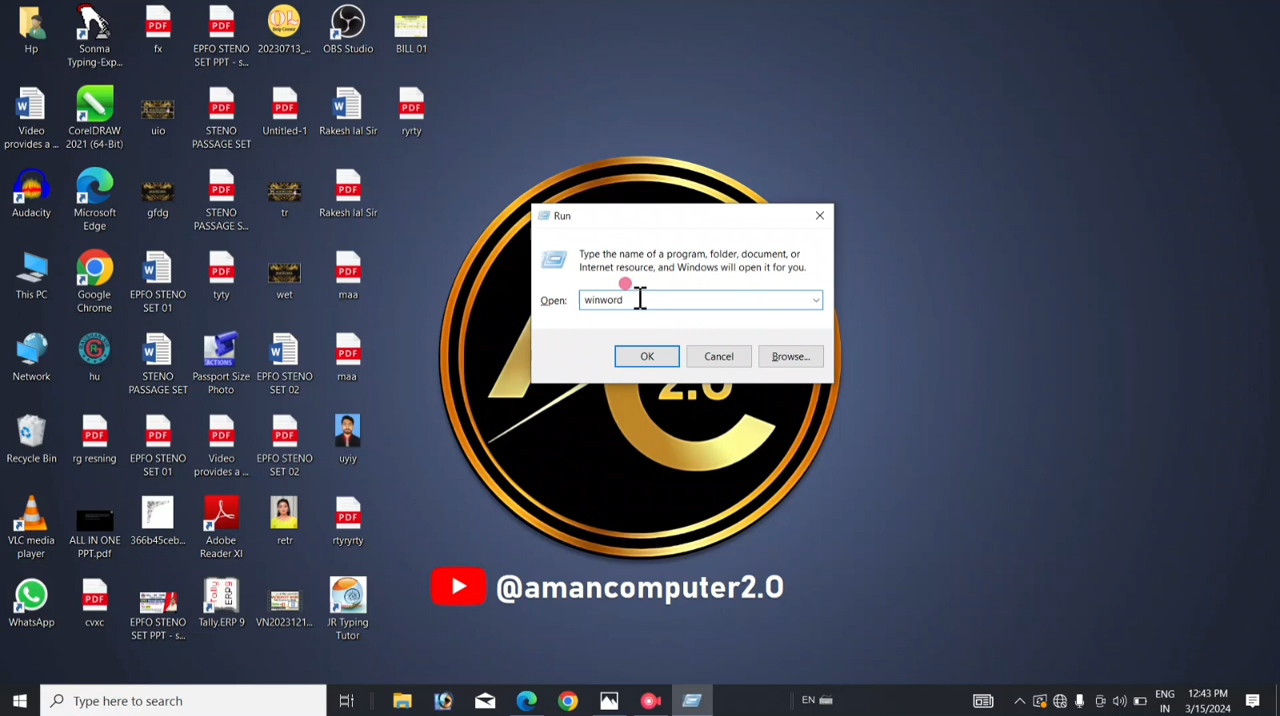 Hp
Sonma
Typing-Exp...
fx
EPFO STENO
SET PPT - s...
20230713_...
OBS Studio
BILL 01
Video
provides a ...
CorelDRAW
2021 (64-Bit)
uio
STENO
PASSAGE SET
Untitled-1
Rakesh lal Sir
ryrty
Audacity
Microsoft
Edge
gfdg
STENO
PASSAGE S...
tr
Rakesh lal Sir
This PC
Google
Chrome
EPFO STENO
SET 01
tyty
wet
maa
Network
hu
STENO
PASSAGE SET
Passport Size
Photo
EPFO STENO
SET 02
maa
Recycle Bin
rg resning
EPFO STENO
SET 01
Video
provides a ...
EPFO STENO
SET 02
uyiy
VLC media
player
ALL IN ONE
PPT.pdf
366b45ceb...
Adobe
Reader XI
retr
rtyryrty
WhatsApp
cvxc
EPFO STENO
SET PPT - s...
Tally.ERP 9
VN2023121...
JR Typing
Tutor
Run
Type the name of a program, folder, document, or
Internet resource, and Windows will open it for you.
Open: winword
OK Cancel Browse...
2.0
@amancomputer2.0
Type here to search
EN
ENG
IN
12:43 PM
3/15/2024